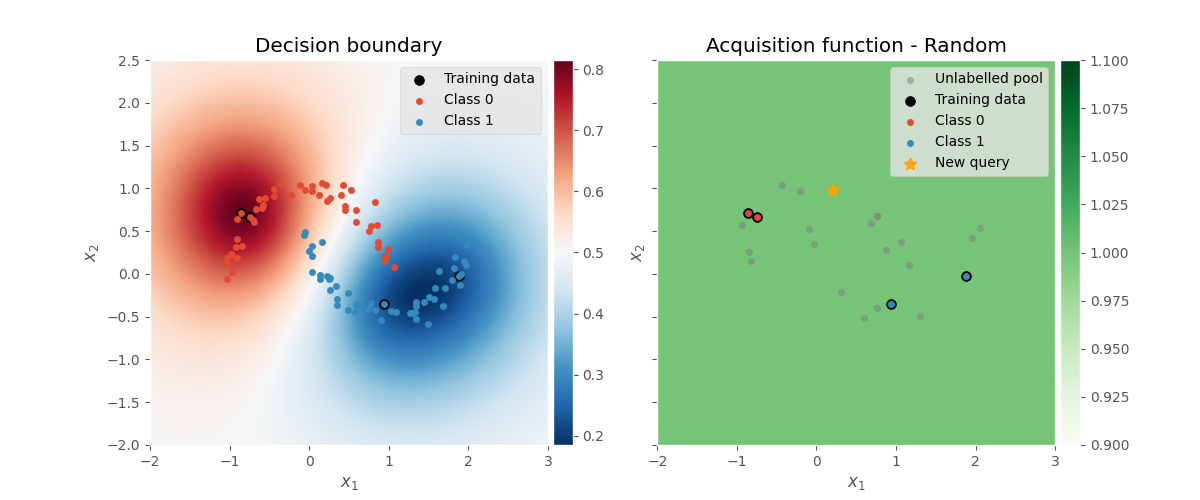 Decision boundary
Training data
Class 0
Class 1
2.5
2.0
1.5
1.0
0.5
0.0
−0.5
−1.0
−1.5
−2.0
x2
−2
−1
0
1
2
3
x1
0.8
0.7
0.6
0.5
0.4
0.3
0.2
Acquisition function - Random
Unlabelled pool
Training data
Class 0
Class 1
New query
x2
−2
−1
0
1
2
3
x1
1.100
1.075
1.050
1.025
1.000
0.975
0.950
0.925
0.900